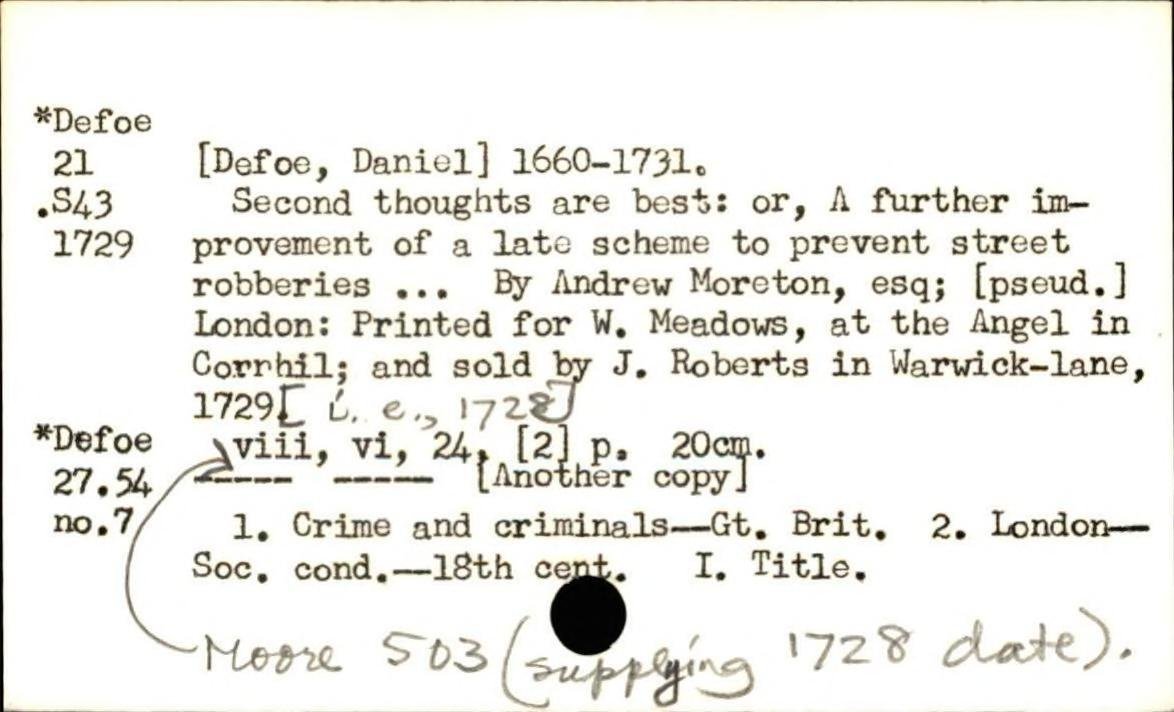 *Defoe
21 [Defoe, Daniel] 1660-1731.
.S43 Second thoughts are best: or, A further im-
1729 provement of a late scheme to prevent street
robberies ... By Andrew Moreton, esq; [pseud.]
London: Printed for W. Meadows, at the Angel in
Cornhil; and sold by J. Roberts in Warwick-lane,
1729[i.e., 1728]
*Defoe viii, vi, 24, [2] p. 20cm.
27.54 ----- ----- [Another copy]
no.7 1. Crime and criminals—Gt. Brit. 2. London—
Soc. cond.—18th cent. I. Title.
Moore 503 (supplying 1728 date).